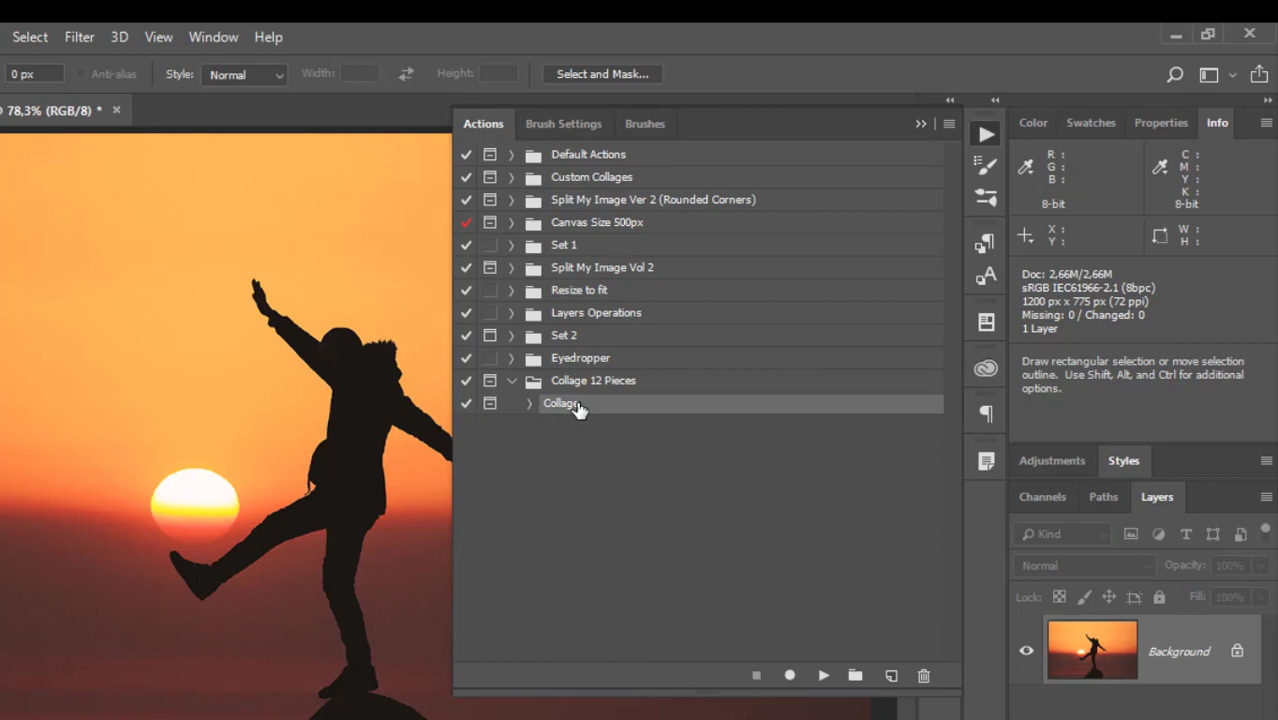 Select Filter 3D View Window Help
0 px Anti-alias Style: Normal Width: Height: Select and Mask...
78,3% (RGB/8) * ×
Actions Brush Settings Brushes
Default Actions
Custom Collages
Split My Image Ver 2 (Rounded Corners)
Canvas Size 500px
Set 1
Split My Image Vol 2
Resize to fit
Layers Operations
Set 2
Eyedropper
Collage 12 Pieces
Collage
Color Swatches Properties Info
R : C :
G : M :
B : Y :
K :
8-bit 8-bit
X : W :
Y : H :
Doc: 2,66M/2,66M
sRGB IEC61966-2.1 (8bpc)
1200 px x 775 px (72 ppi)
Missing: 0 / Changed: 0
1 Layer
Draw rectangular selection or move selection
outline. Use Shift, Alt, and Ctrl for additional
options.
Adjustments Styles
Channels Paths Layers
Kind
Normal Opacity: 100%
Lock: Fill: 100%
Background